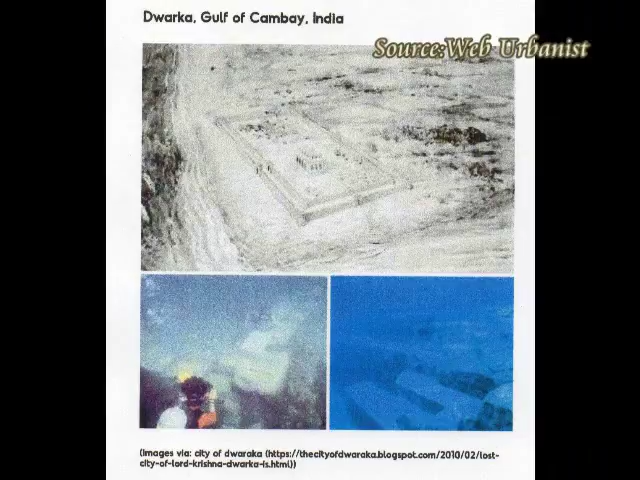 Dwarka, Gulf of Cambay, India
Source:Web Urbanist
(images via: city of dwaraka (https://thecityofdwaraka.blogspot.com/2010/02/lost-
city-of-lord-krishna-dwarka-is.html))